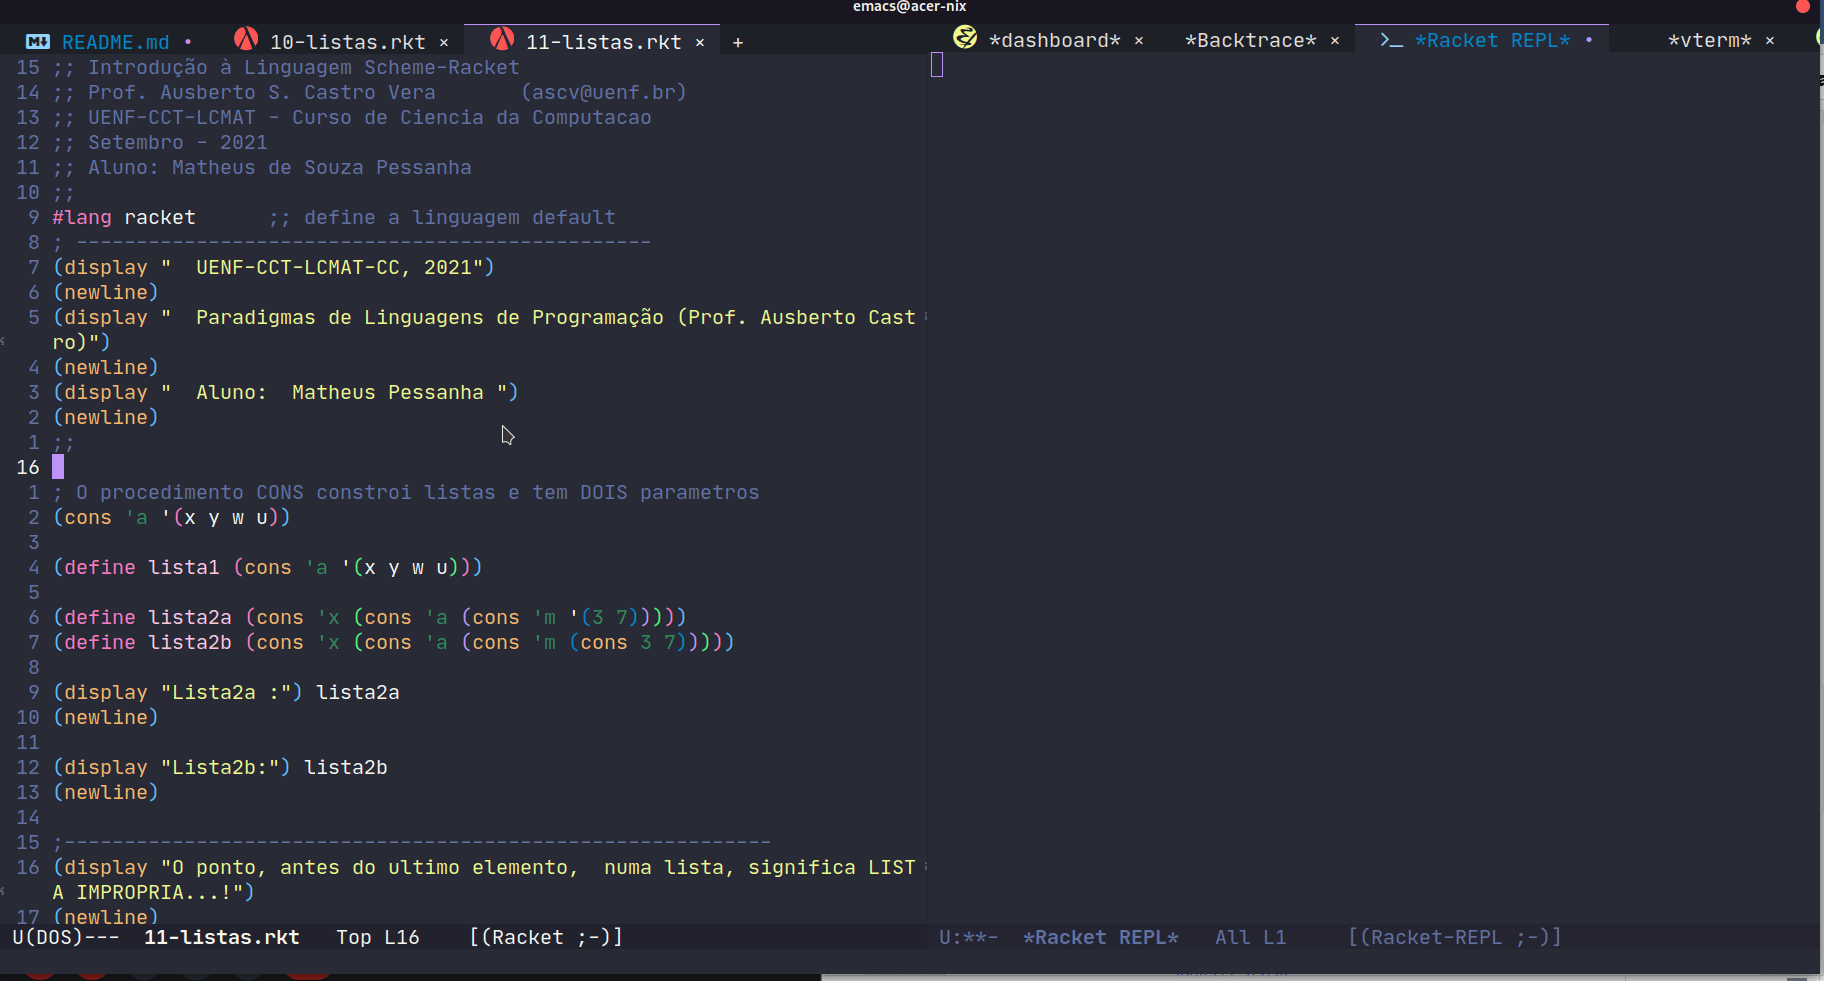 emacs@acer-nix
README.md • 10-listas.rkt × 11-listas.rkt × +
*dashboard* × *Backtrace* × >_ *Racket REPL* • *vterm* ×
15 ;; Introdução à Linguagem Scheme-Racket
14 ;; Prof. Ausberto S. Castro Vera       (ascv@uenf.br)
13 ;; UENF-CCT-LCMAT - Curso de Ciencia da Computacao
12 ;; Setembro - 2021
11 ;; Aluno: Matheus de Souza Pessanha
10 ;;
9 #lang racket      ;; define a linguagem default
8 ; ------------------------------------------------
7 (display "  UENF-CCT-LCMAT-CC, 2021")
6 (newline)
5 (display "  Paradigmas de Linguagens de Programação (Prof. Ausberto Cast
ro)")
4 (newline)
3 (display "  Aluno:  Matheus Pessanha ")
2 (newline)
1 ;;
16
1 ; O procedimento CONS constroi listas e tem DOIS parametros
2 (cons 'a '(x y w u))
3
4 (define lista1 (cons 'a '(x y w u)))
5
6 (define lista2a (cons 'x (cons 'a (cons 'm '(3 7)))))
7 (define lista2b (cons 'x (cons 'a (cons 'm (cons 3 7)))))
8
9 (display "Lista2a :") lista2a
10 (newline)
11
12 (display "Lista2b:") lista2b
13 (newline)
14
15 ;-----------------------------------------------------------
16 (display "O ponto, antes do ultimo elemento,  numa lista, significa LIST
A IMPROPRIA...!")
17 (newline)
U(DOS)---  11-listas.rkt   Top L16    [(Racket ;-)]
U:**-  *Racket REPL*   All L1     [(Racket-REPL ;-)]